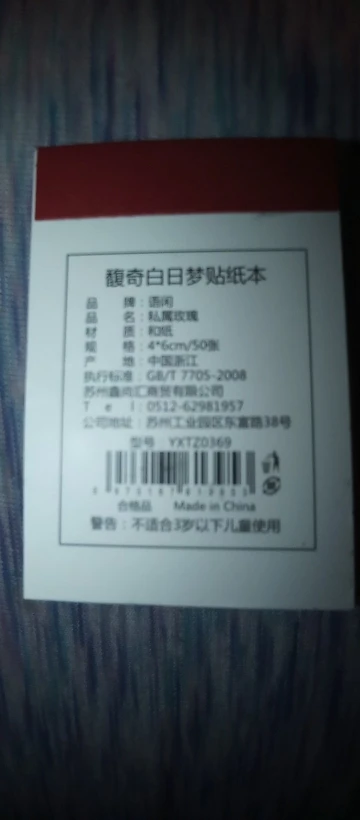 馥奇白日梦贴纸本
品 牌：语闲
品 名：私属玫瑰
材 质：和纸
规 格：4*6cm/50张
产 地：中国浙江
执行标准：GB/T 7705-2008
苏州鑫尚汇商贸有限公司
T e l：0512-62981957
公司地址：苏州工业园区东富路38号
型号：YXTZ0369
合格品 Made in China
警告：不适合3岁以下儿童使用